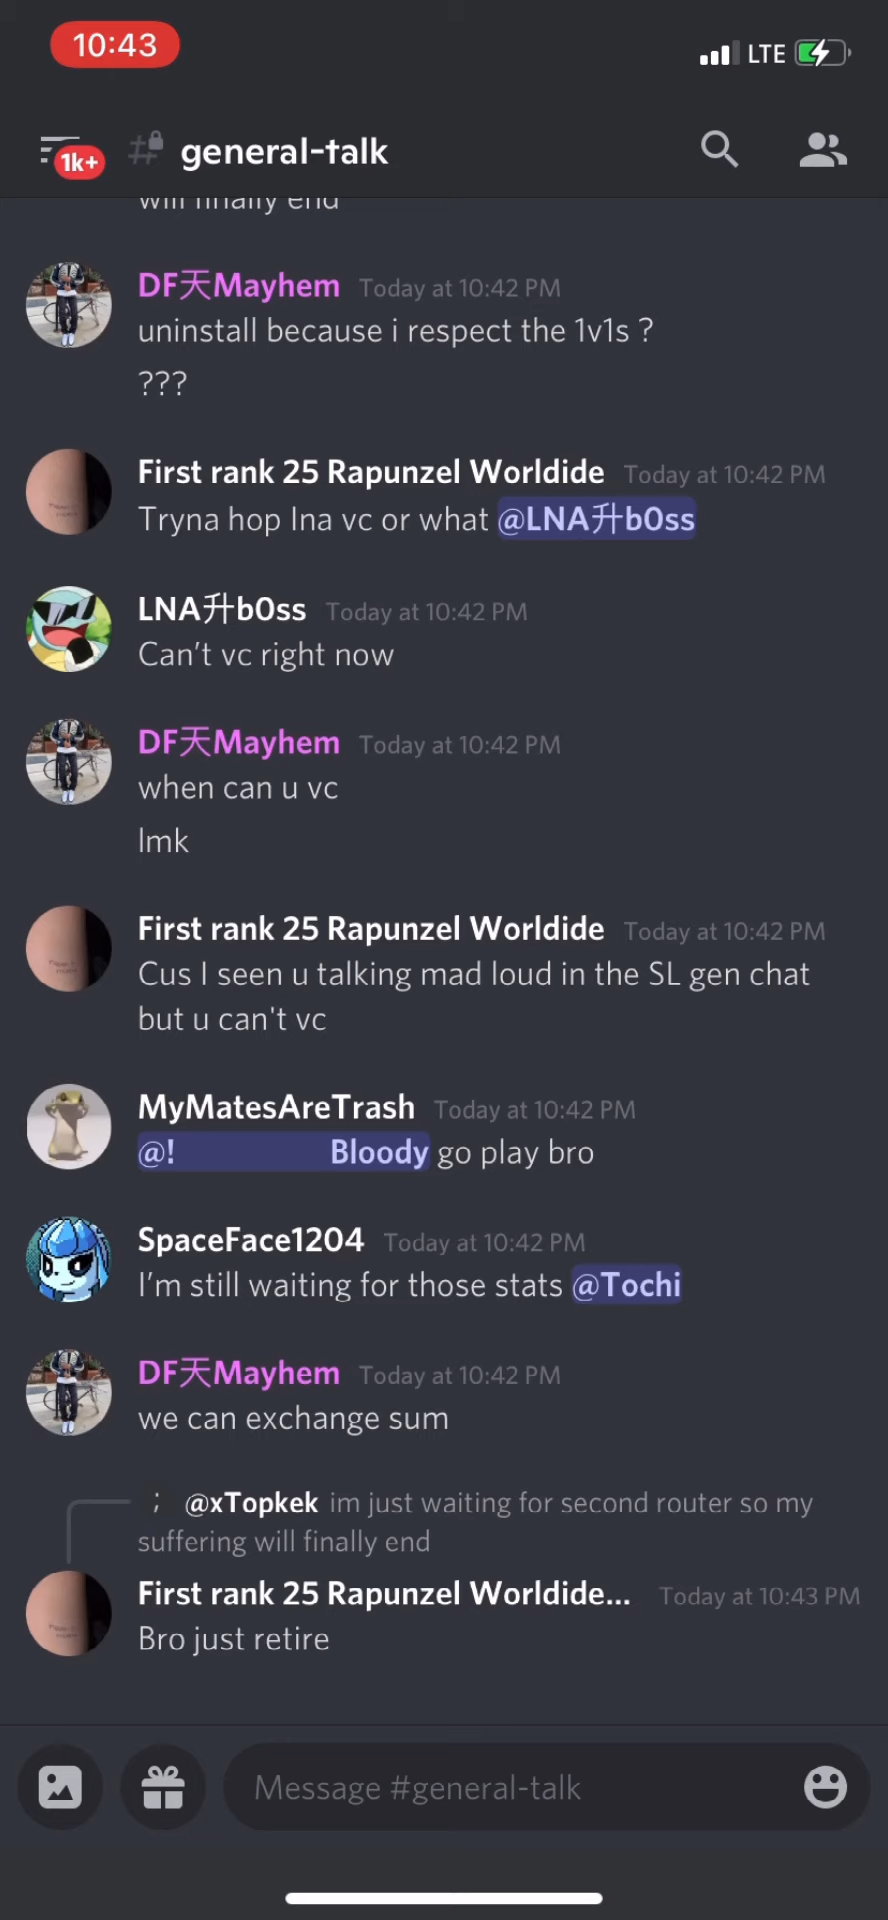 10:43
LTE
1k+
general-talk
will finally end
DF天Mayhem Today at 10:42 PM
uninstall because i respect the 1v1s ?
???
First rank 25 Rapunzel Worldide Today at 10:42 PM
Tryna hop lna vc or what @LNA升b0ss
LNA升b0ss Today at 10:42 PM
Can’t vc right now
DF天Mayhem Today at 10:42 PM
when can u vc
lmk
First rank 25 Rapunzel Worldide Today at 10:42 PM
Cus I seen u talking mad loud in the SL gen chat
but u can't vc
MyMatesAreTrash Today at 10:42 PM
@! Bloody go play bro
SpaceFace1204 Today at 10:42 PM
I’m still waiting for those stats @Tochi
DF天Mayhem Today at 10:42 PM
we can exchange sum
; @xTopkek im just waiting for second router so my
suffering will finally end
First rank 25 Rapunzel Worldide... Today at 10:43 PM
Bro just retire
Message #general-talk